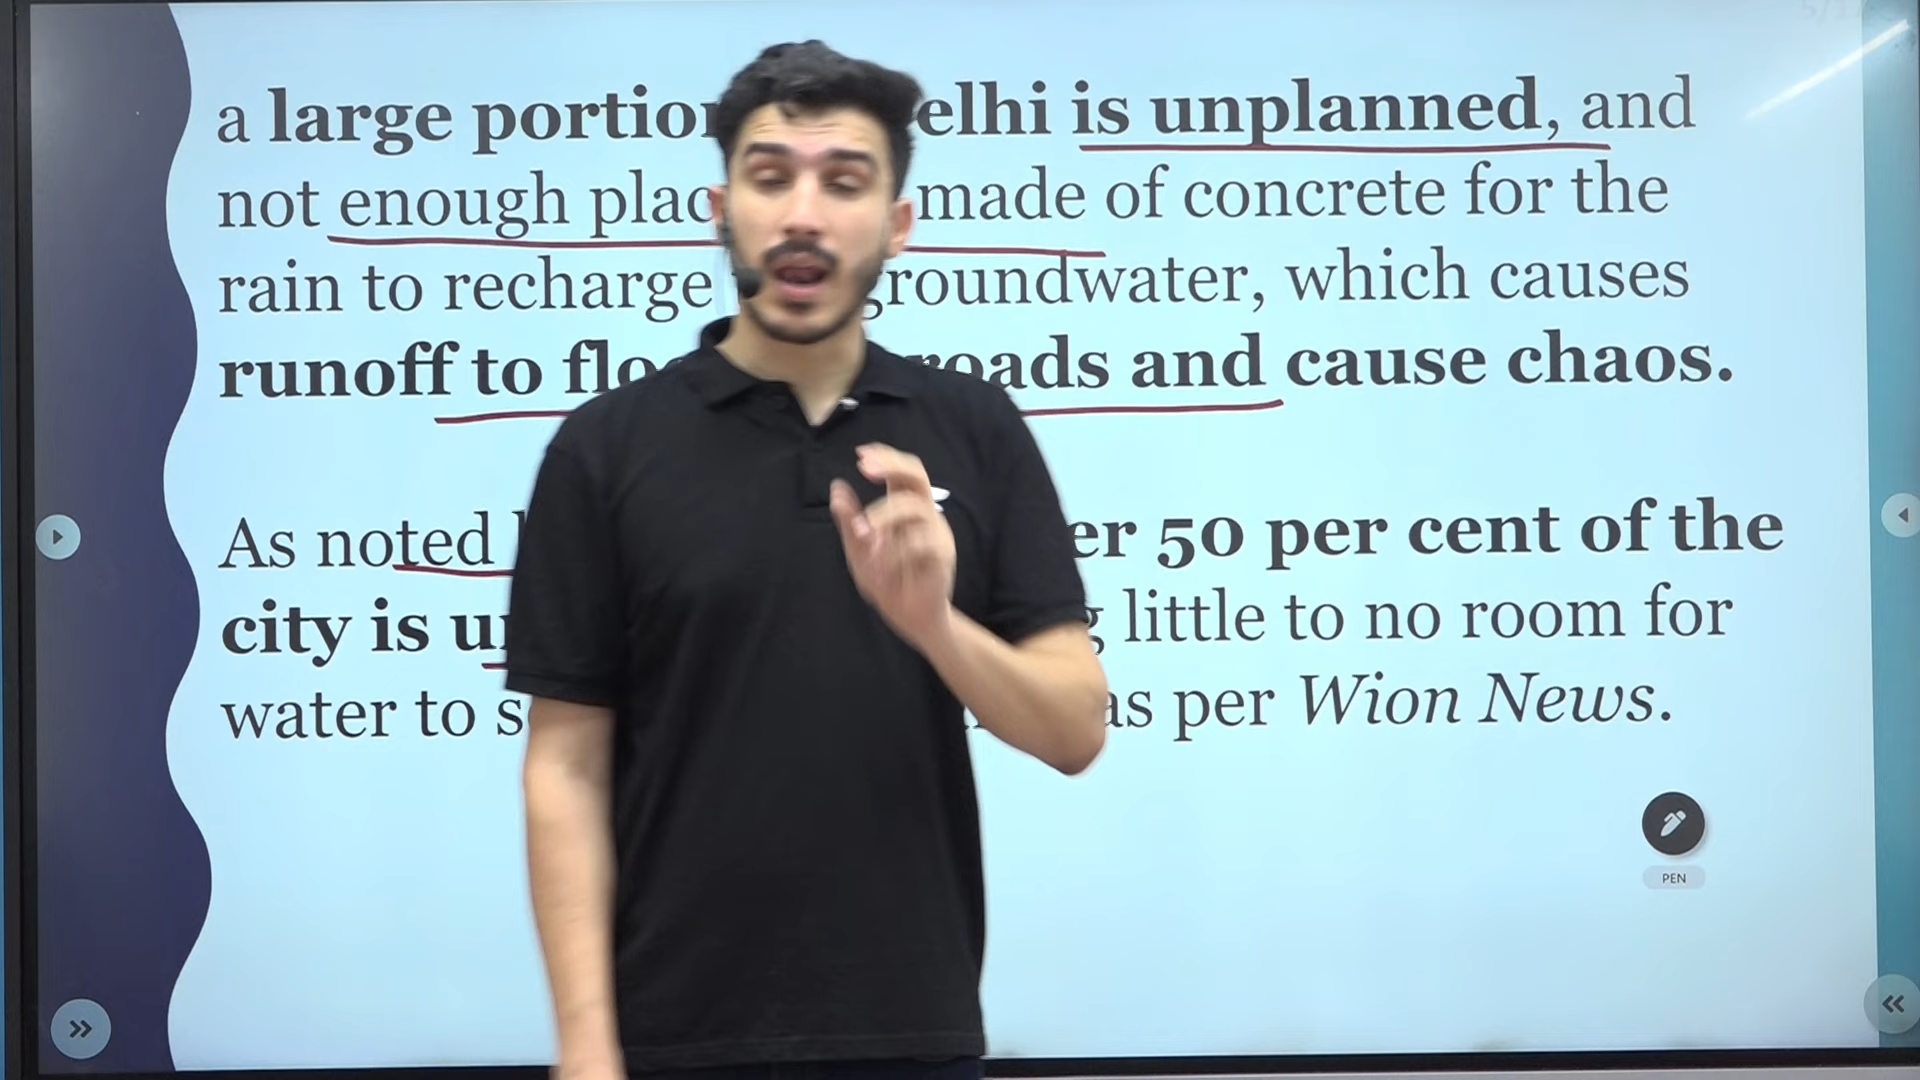 a large portion elhi is unplanned, and
not enough plac made of concrete for the
rain to recharge groundwater, which causes
runoff to flo roads and cause chaos.
As noted er 50 per cent of the
city is u g little to no room for
water to s as per Wion News.
PEN